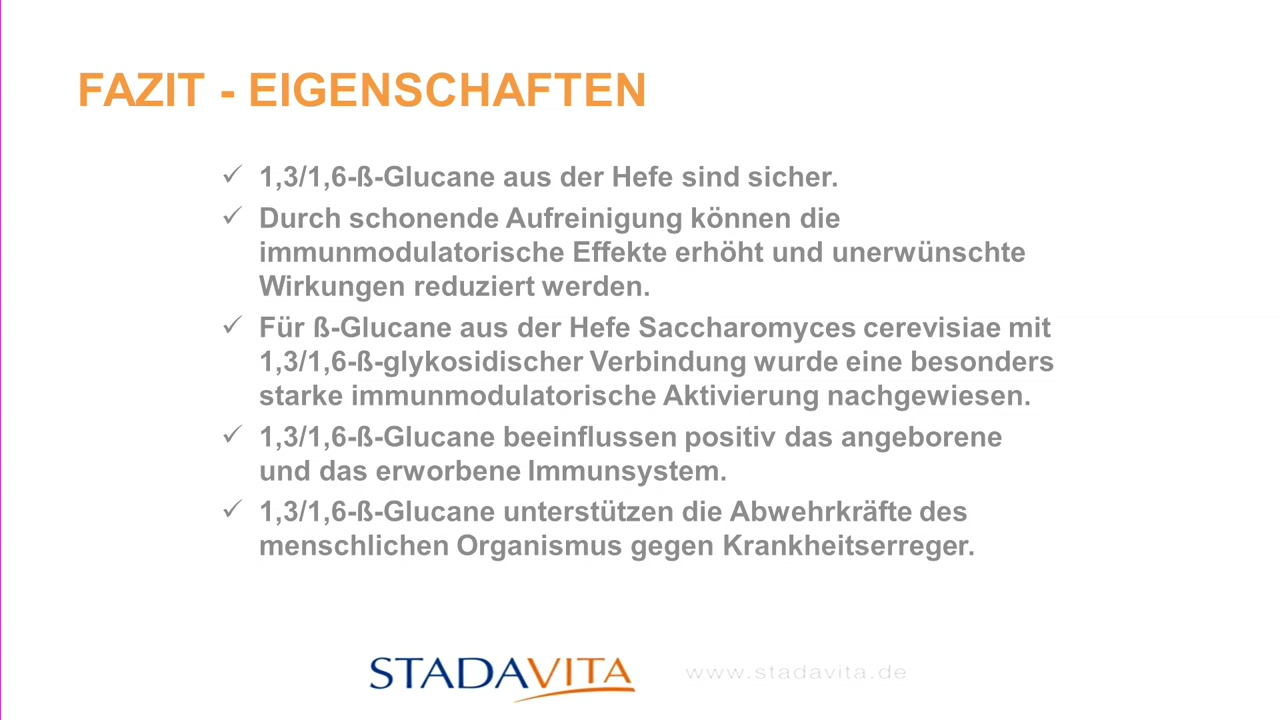 FAZIT - EIGENSCHAFTEN
✓ 1,3/1,6-ß-Glucane aus der Hefe sind sicher.
✓ Durch schonende Aufreinigung können die
immunmodulatorische Effekte erhöht und unerwünschte
Wirkungen reduziert werden.
✓ Für ß-Glucane aus der Hefe Saccharomyces cerevisiae mit
1,3/1,6-ß-glykosidischer Verbindung wurde eine besonders
starke immunmodulatorische Aktivierung nachgewiesen.
✓ 1,3/1,6-ß-Glucane beeinflussen positiv das angeborene
und das erworbene Immunsystem.
✓ 1,3/1,6-ß-Glucane unterstützen die Abwehrkräfte des
menschlichen Organismus gegen Krankheitserreger.
STADAVITA www.stadavita.de